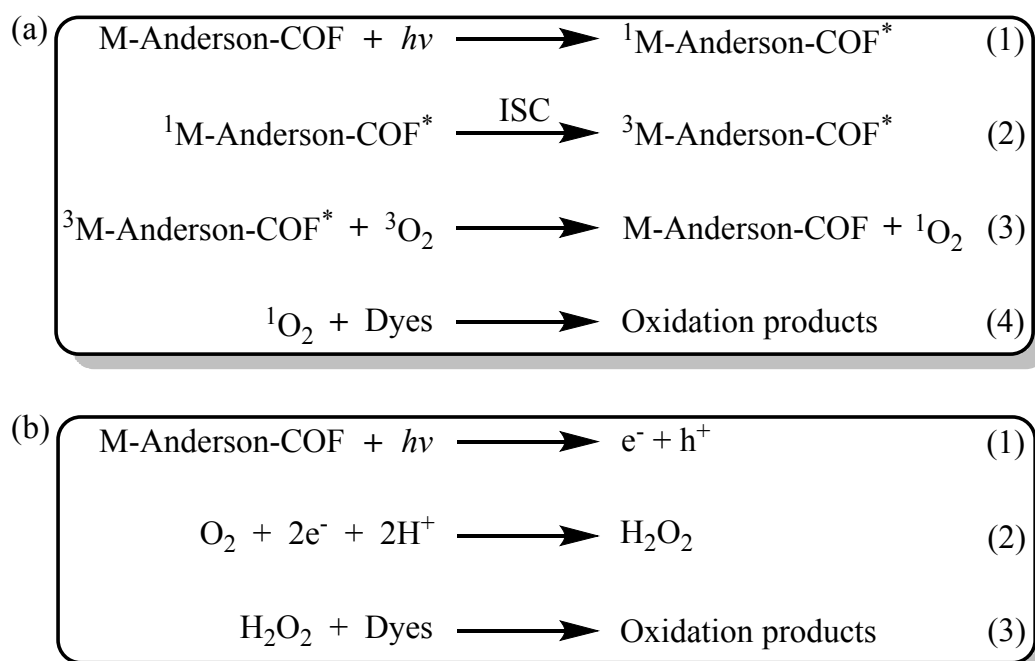 (a) M-Anderson-COF + hν ⟶ ¹M-Anderson-COF* (1)
¹M-Anderson-COF* ISC ⟶ ³M-Anderson-COF* (2)
³M-Anderson-COF* + ³O₂ ⟶ M-Anderson-COF + ¹O₂ (3)
¹O₂ + Dyes ⟶ Oxidation products (4)
(b) M-Anderson-COF + hν ⟶ e⁻ + h⁺ (1)
O₂ + 2e⁻ + 2H⁺ ⟶ H₂O₂ (2)
H₂O₂ + Dyes ⟶ Oxidation products (3)